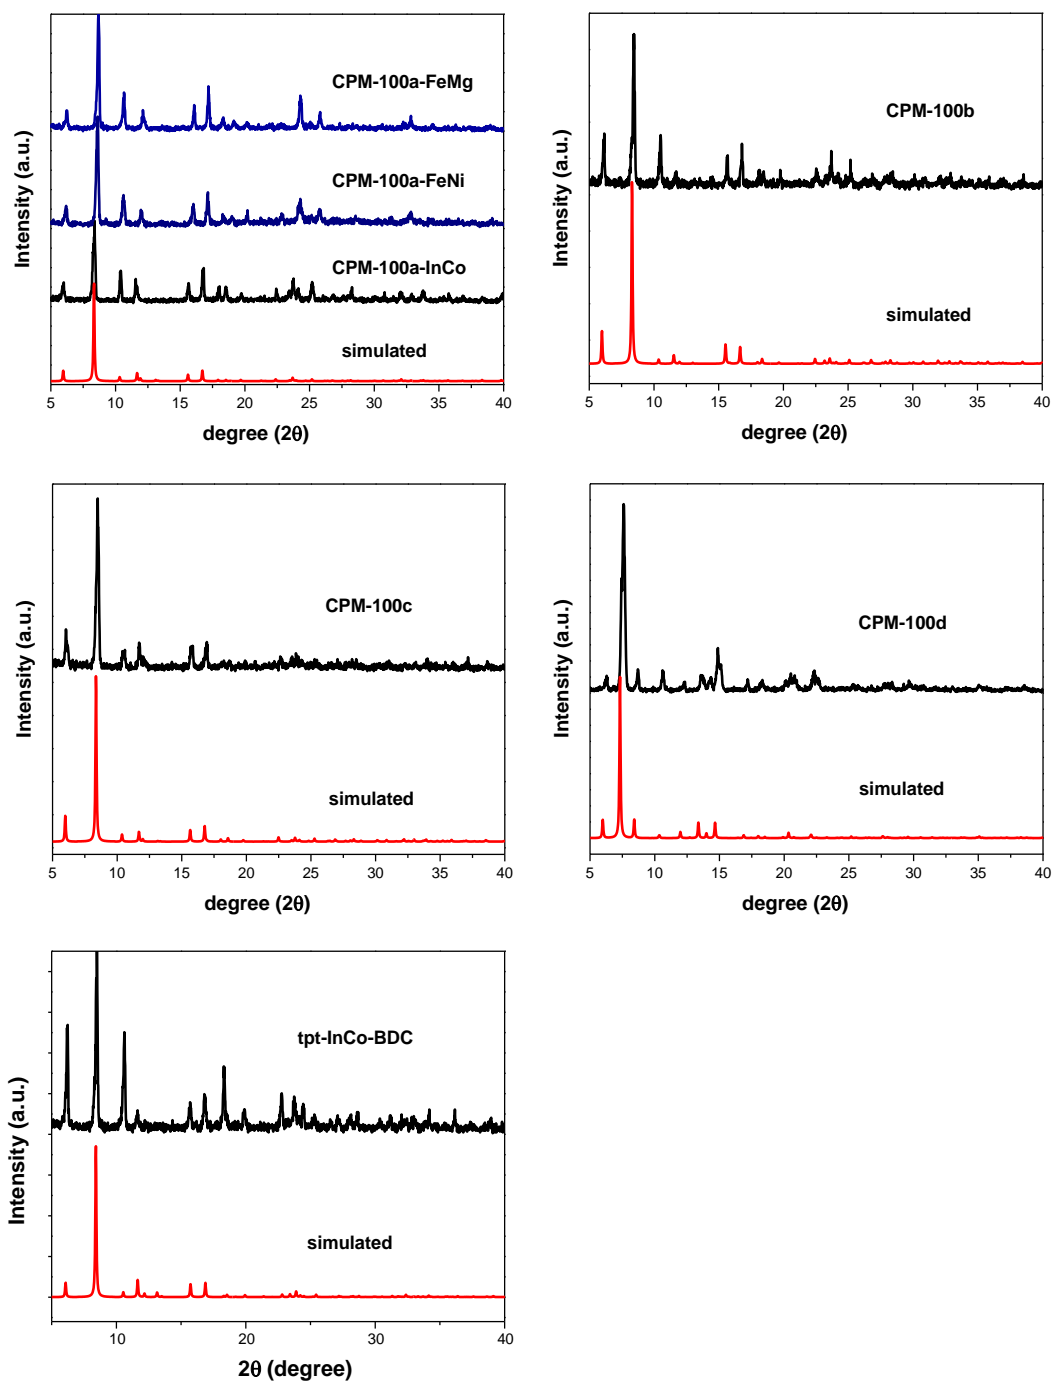 Intensity (a.u.)
CPM-100a-FeMg
CPM-100a-FeNi
CPM-100a-InCo
simulated
5 10 15 20 25 30 35 40
degree (2θ)
Intensity (a.u.)
CPM-100b
simulated
5 10 15 20 25 30 35 40
degree (2θ)
Intensity (a.u.)
CPM-100c
simulated
5 10 15 20 25 30 35 40
degree (2θ)
Intensity (a.u.)
CPM-100d
simulated
5 10 15 20 25 30 35 40
degree (2θ)
Intensity (a.u.)
tpt-InCo-BDC
simulated
10 20 30 40
2θ (degree)